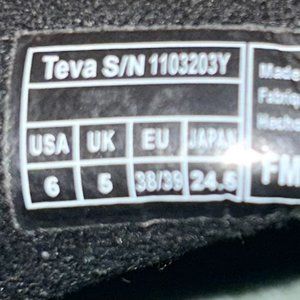 Teva S/N 1103203Y
USA UK EU JAPAN
6 5 38/39 24.5
Made
Fabriq
Hecho
FM